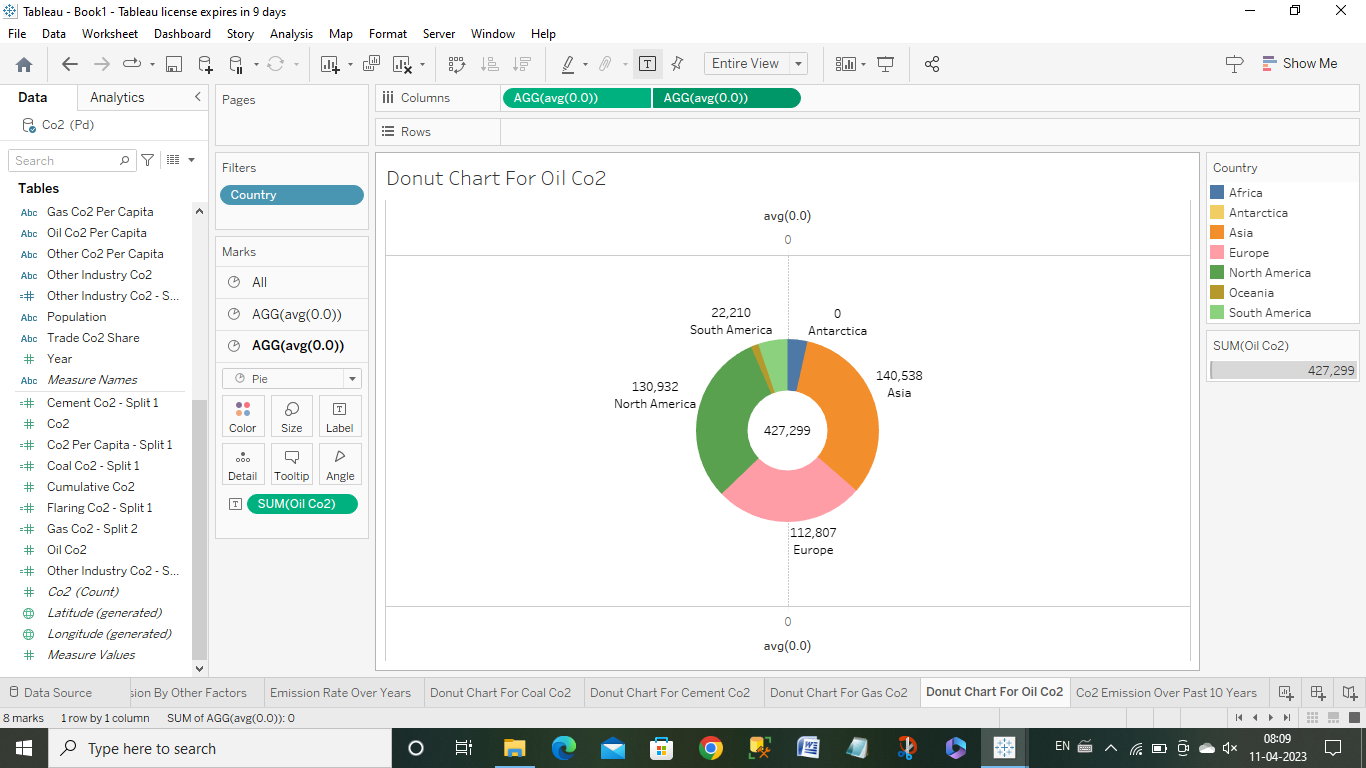 Tableau - Book1 - Tableau license expires in 9 days
File Data Worksheet Dashboard Story Analysis Map Format Server Window Help
Entire View
Show Me
Data Analytics
Co2 (Pd)
Search
Tables
Abc Gas Co2 Per Capita
Abc Oil Co2 Per Capita
Abc Other Co2 Per Capita
Abc Other Industry Co2
=# Other Industry Co2 - S...
Abc Population
Abc Trade Co2 Share
# Year
Abc Measure Names
=# Cement Co2 - Split 1
# Co2
=# Co2 Per Capita - Split 1
=# Coal Co2 - Split 1
# Cumulative Co2
=# Flaring Co2 - Split 1
=# Gas Co2 - Split 2
# Oil Co2
=# Other Industry Co2 - S...
# Co2 (Count)
Latitude (generated)
Longitude (generated)
# Measure Values
Pages
Filters
Country
Marks
All
AGG(avg(0.0))
AGG(avg(0.0))
Pie
Color Size Label
Detail Tooltip Angle
SUM(Oil Co2)
Columns AGG(avg(0.0)) AGG(avg(0.0))
Rows
Donut Chart For Oil Co2
avg(0.0)
0
22,210
South America
0
Antarctica
140,538
Asia
130,932
North America
427,299
112,807
Europe
0
avg(0.0)
Country
Africa
Antarctica
Asia
Europe
North America
Oceania
South America
SUM(Oil Co2)
427,299
Data Source sion By Other Factors Emission Rate Over Years Donut Chart For Coal Co2 Donut Chart For Cement Co2 Donut Chart For Gas Co2 Donut Chart For Oil Co2 Co2 Emission Over Past 10 Years
8 marks 1 row by 1 column SUM of AGG(avg(0.0)): 0
Type here to search
EN
08:09
11-04-2023